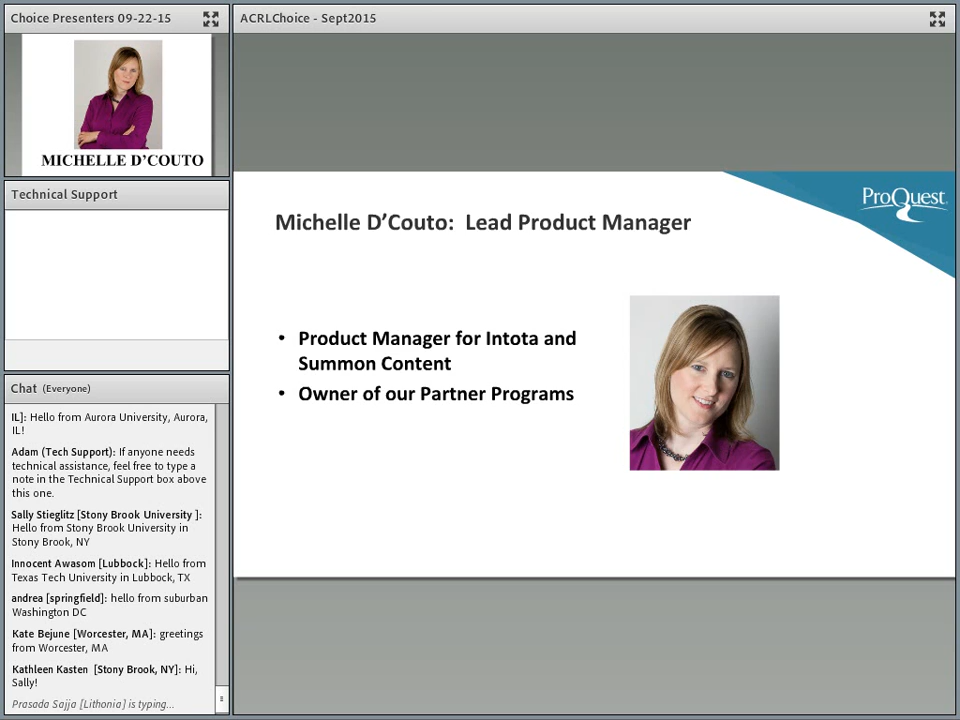 Choice Presenters 09-22-15
MICHELLE D'COUTO
Technical Support
Chat (Everyone)
IL]: Hello from Aurora University, Aurora,
IL!
Adam (Tech Support): If anyone needs
technical assistance, feel free to type a
note in the Technical Support box above
this one.
Sally Stieglitz [Stony Brook University ]:
Hello from Stony Brook University in
Stony Brook, NY
Innocent Awasom [Lubbock]: Hello from
Texas Tech University in Lubbock, TX
andrea [springfield]: hello from suburban
Washington DC
Kate Bejune [Worcester, MA]: greetings
from Worcester, MA
Kathleen Kasten [Stony Brook, NY]: Hi,
Sally!
Prasada Sajja [Lithonia] is typing...
ACRLChoice - Sept2015
ProQuest
Michelle D’Couto: Lead Product Manager
• Product Manager for Intota and
Summon Content
• Owner of our Partner Programs